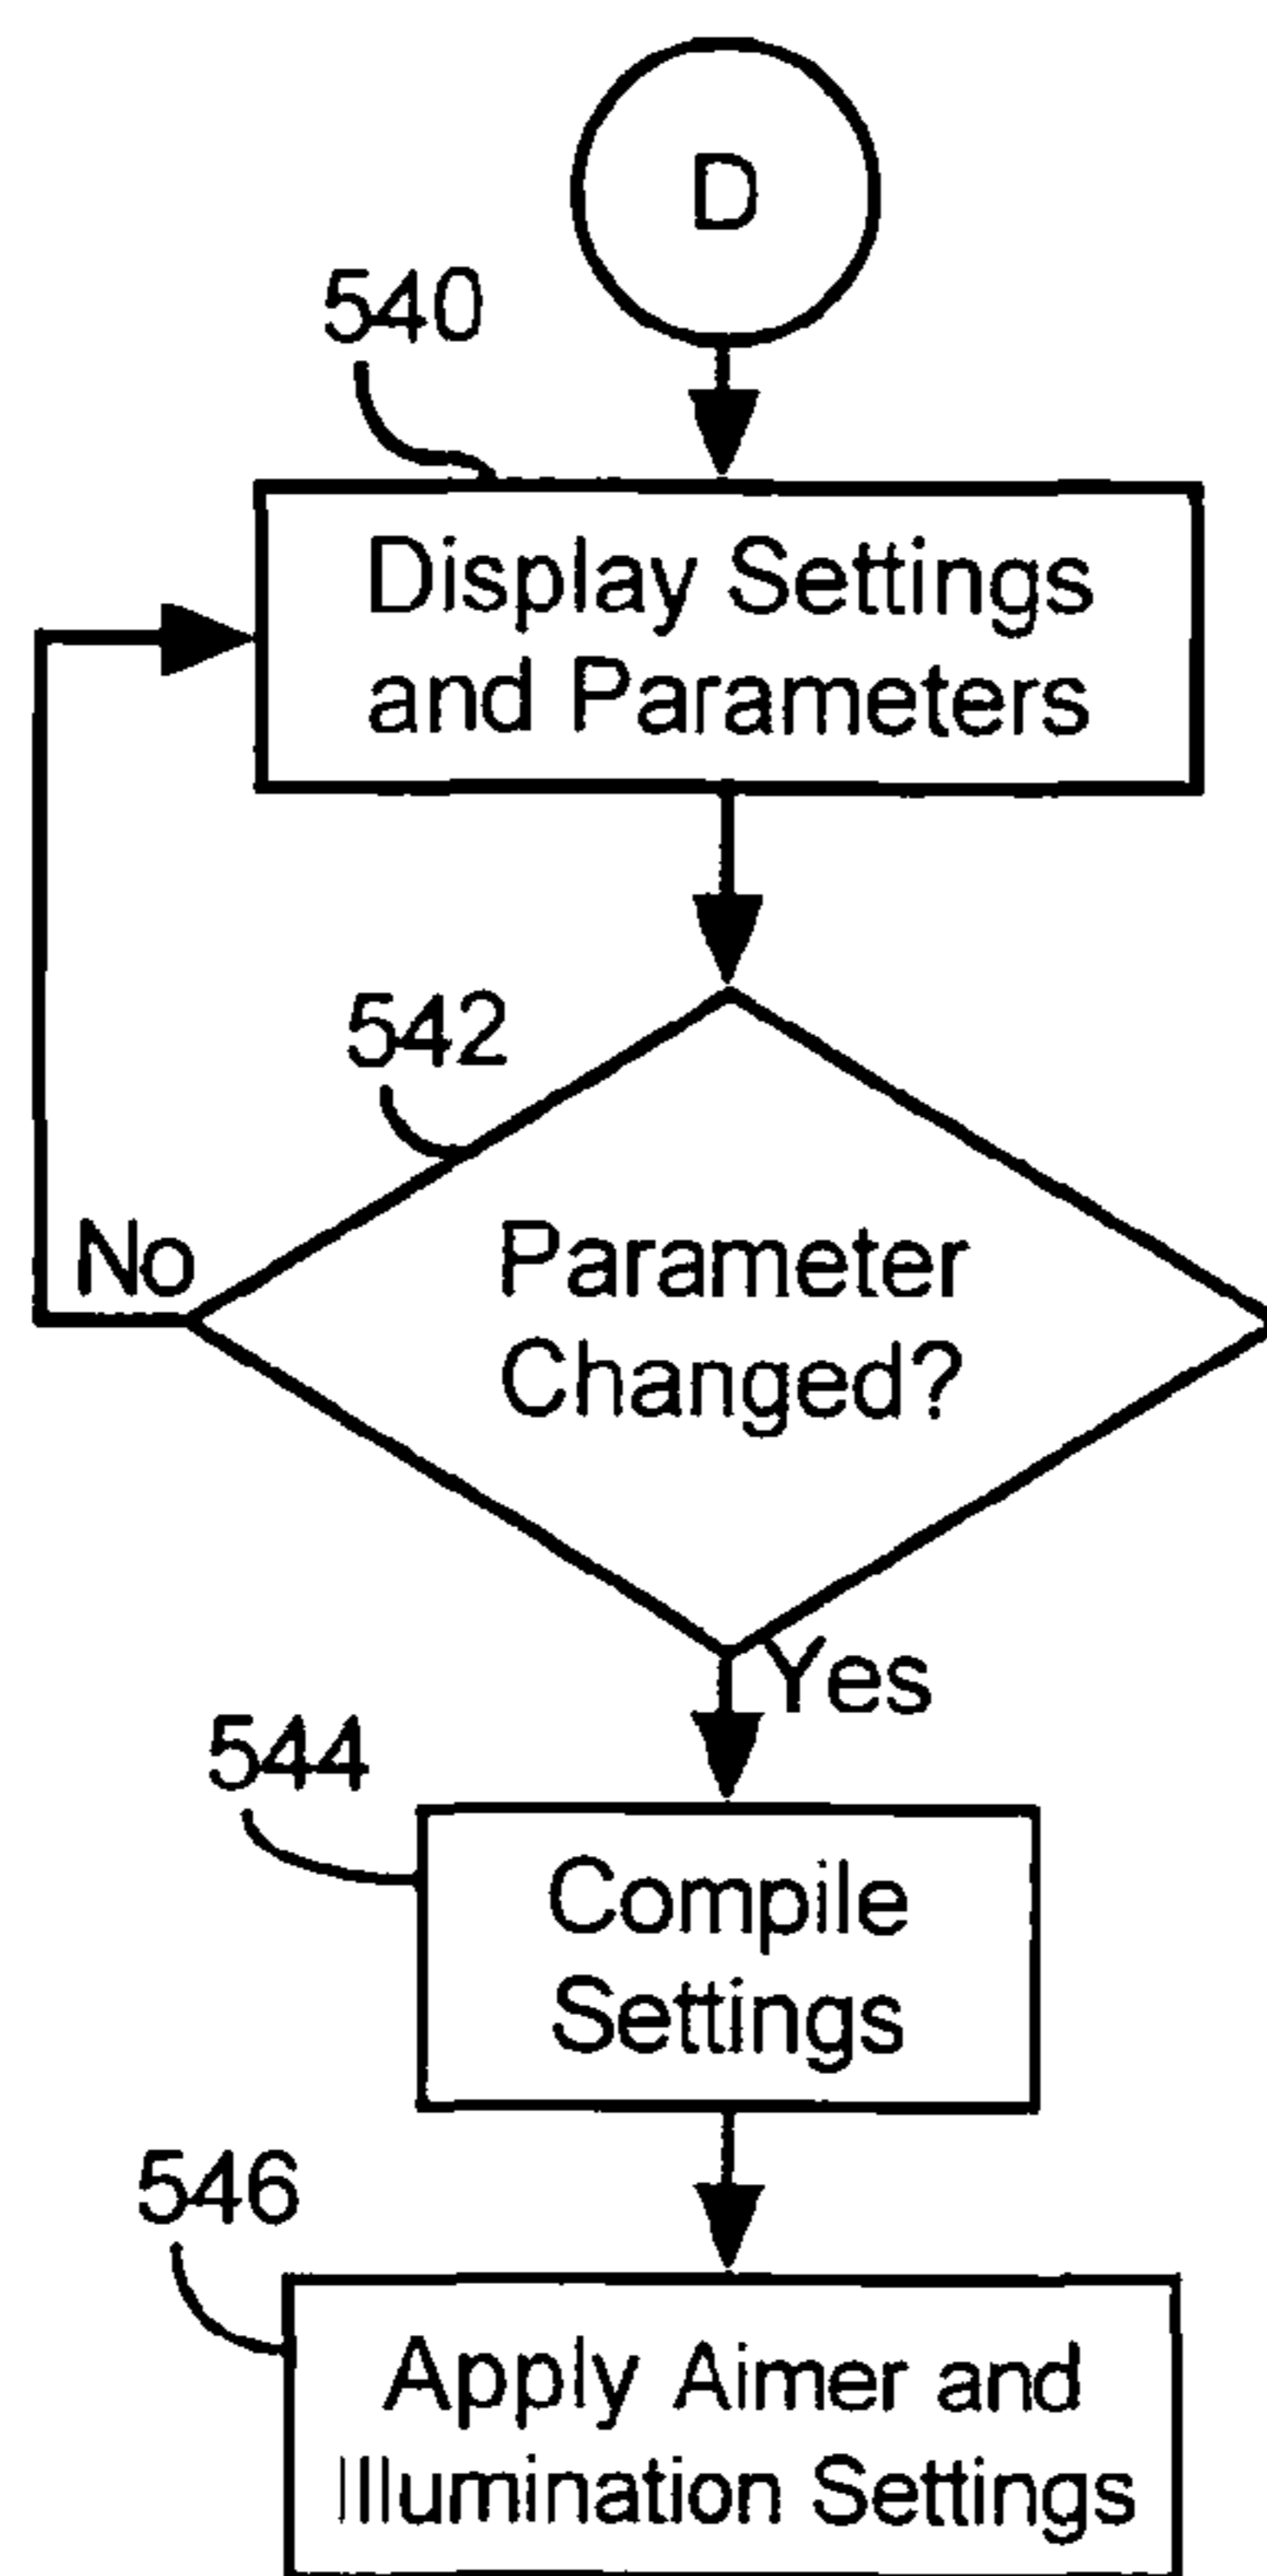 D
540
Display Settings
and Parameters
542
No
Parameter
Changed?
Yes
544
Compile
Settings
546
Apply Aimer and
Illumination Settings